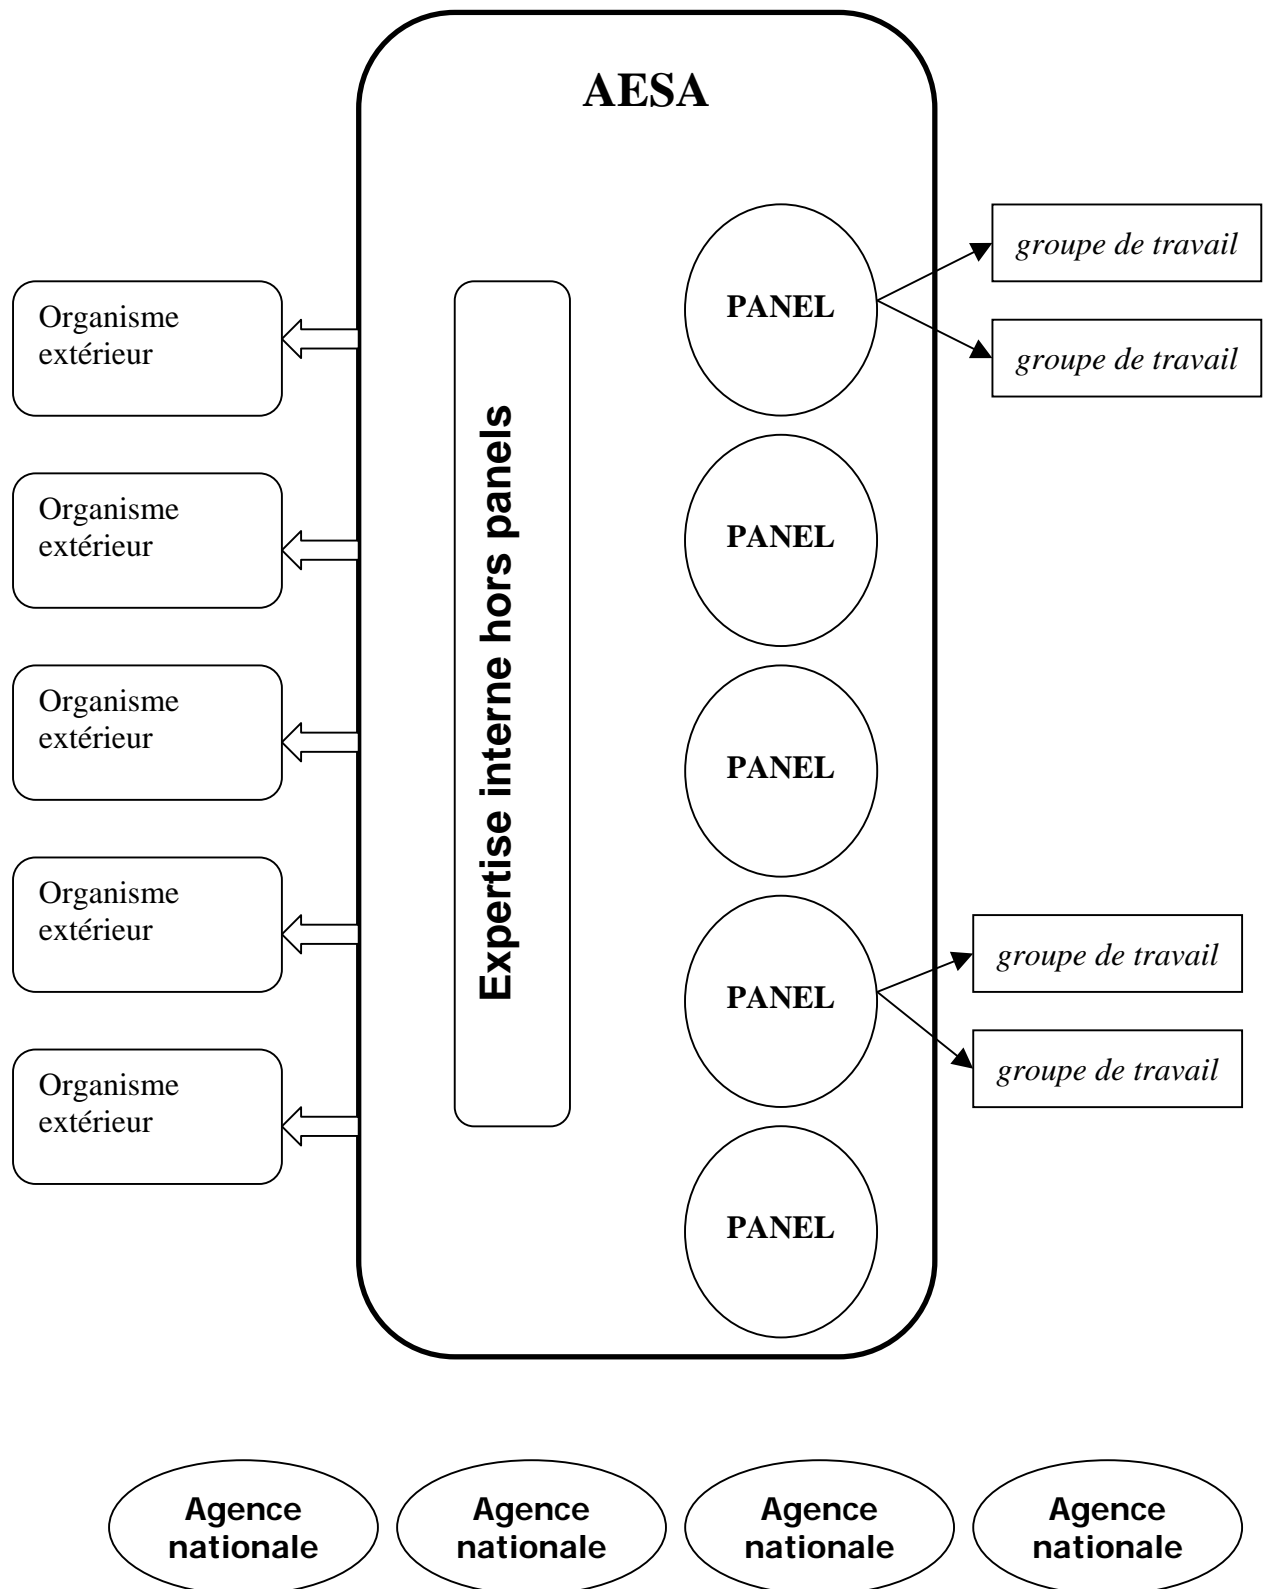 AESA
Organisme
extérieur
Organisme
extérieur
Organisme
extérieur
Organisme
extérieur
Organisme
extérieur
Expertise interne hors panels
PANEL
PANEL
PANEL
PANEL
PANEL
groupe de travail
groupe de travail
groupe de travail
groupe de travail
Agence
nationale
Agence
nationale
Agence
nationale
Agence
nationale